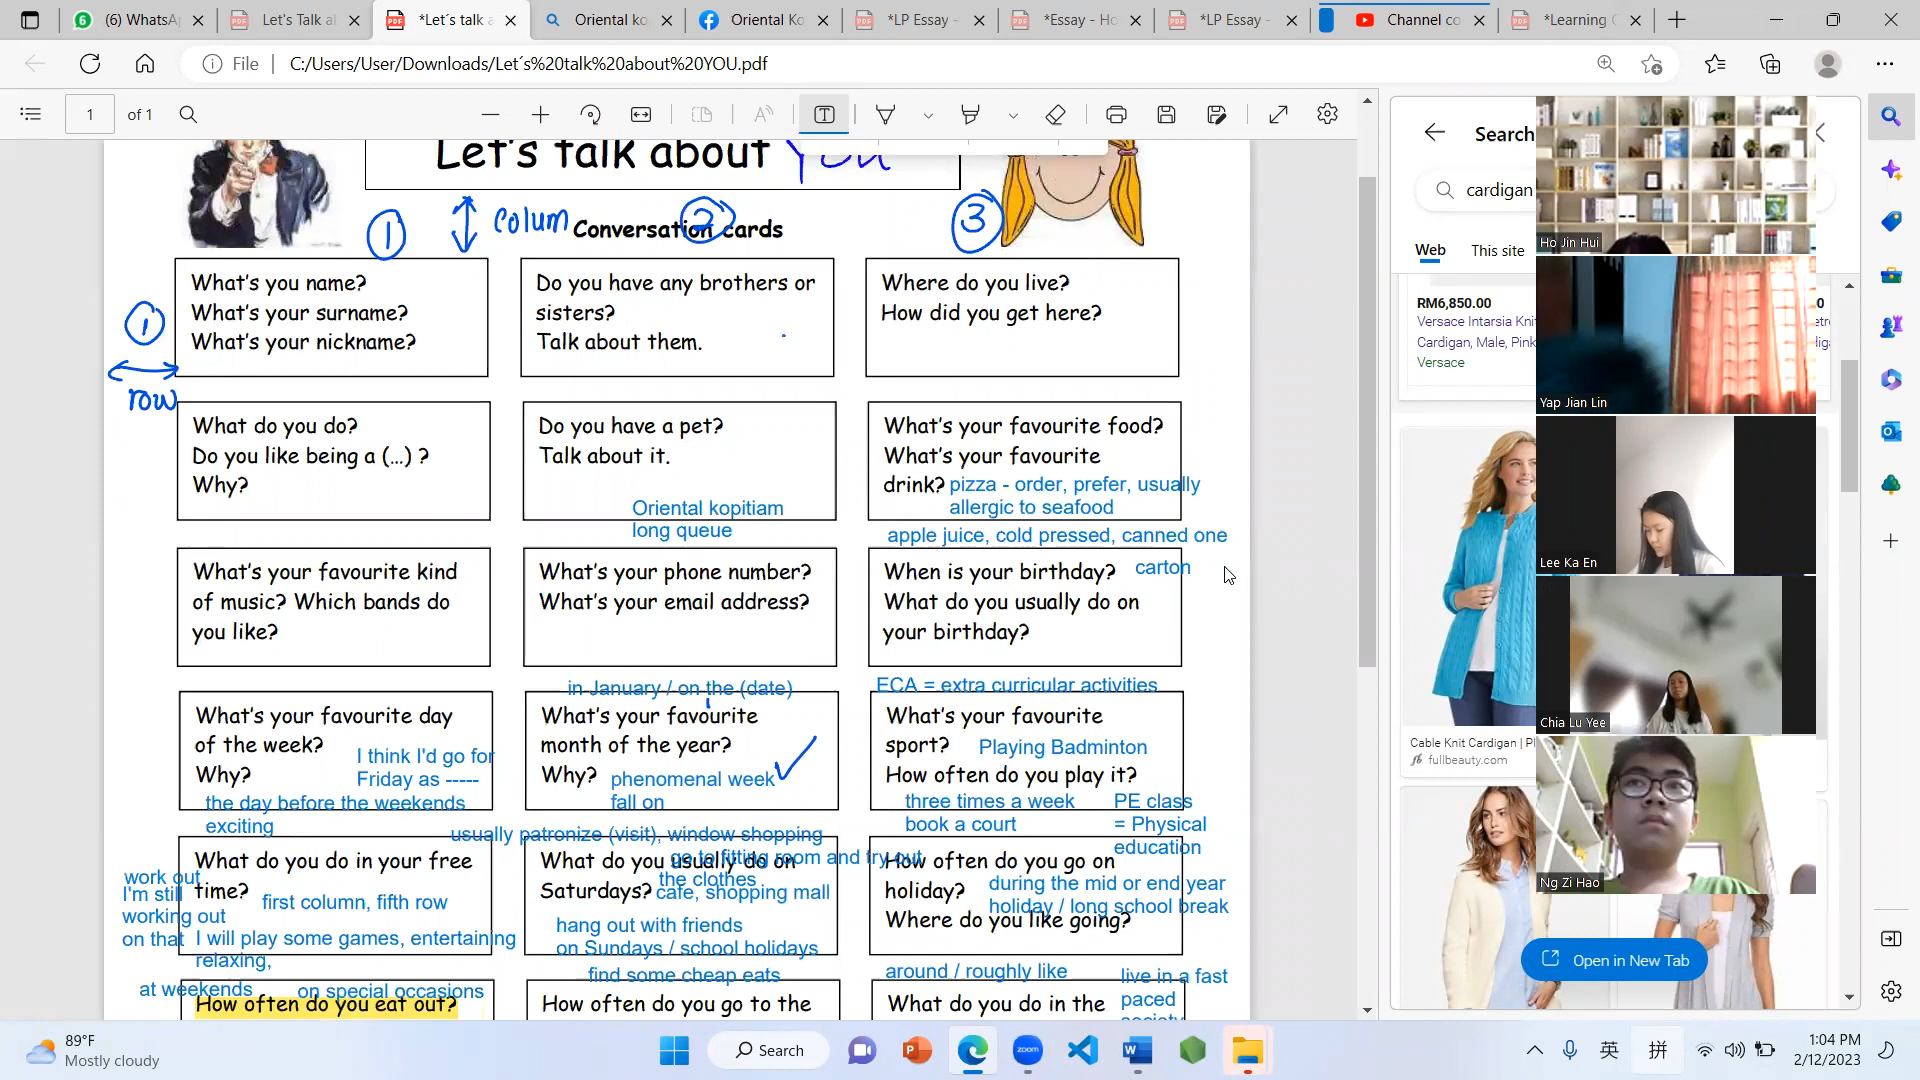 (6) WhatsA
Let's Talk al
*Let´s talk a
Oriental ko
Oriental Ko
*LP Essay -
*Essay - Ho
*LP Essay -
Channel co
*Learning
File
C:/Users/User/Downloads/Let´s%20talk%20about%20YOU.pdf
1
of 1
Let's talk about You
1
colum
Conversation cards
2
3
1
row
What's you name?
What's your surname?
What's your nickname?
Do you have any brothers or
sisters?
Talk about them.
Where do you live?
How did you get here?
What do you do?
Do you like being a (...) ?
Why?
Do you have a pet?
Talk about it.
Oriental kopitiam
long queue
What's your favourite food?
What's your favourite
drink?
pizza - order, prefer, usually
allergic to seafood
apple juice, cold pressed, canned one
carton
What's your favourite kind
of music? Which bands do
you like?
What's your phone number?
What's your email address?
When is your birthday?
What do you usually do on
your birthday?
in January / on the (date)
ECA = extra curricular activities
What's your favourite day
of the week?
Why?
I think I'd go for
Friday as -----
the day before the weekends
exciting
What's your favourite
month of the year?
Why?
phenomenal week
fall on
What's your favourite
sport?
Playing Badminton
How often do you play it?
three times a week
book a court
PE class
= Physical
education
usually patronize (visit), window shopping
go to fitting room and try out
the clothes
What do you do in your free
time?
work out
I'm still
working out
on that
first column, fifth row
I will play some games, entertaining
relaxing,
What do you usually do on
Saturdays?
cafe, shopping mall
hang out with friends
on Sundays / school holidays
find some cheap eats
How often do you go on
holiday?
Where do you like going?
during the mid or end year
holiday / long school break
around / roughly like
live in a fast
paced
society
at weekends
on special occasions
How often do you eat out?
How often do you go to the
What do you do in the
Search
cardigan
Web
This site
RM6,850.00
Versace Intarsia Kni
Cardigan, Male, Pink
Versace
Cable Knit Cardigan | Pl
fullbeauty.com
Open in New Tab
Ho Jin Hui
Yap Jian Lin
Lee Ka En
Chia Lu Yee
Ng Zi Hao
89°F
Mostly cloudy
Search
zoom
英
拼
1:04 PM
2/12/2023